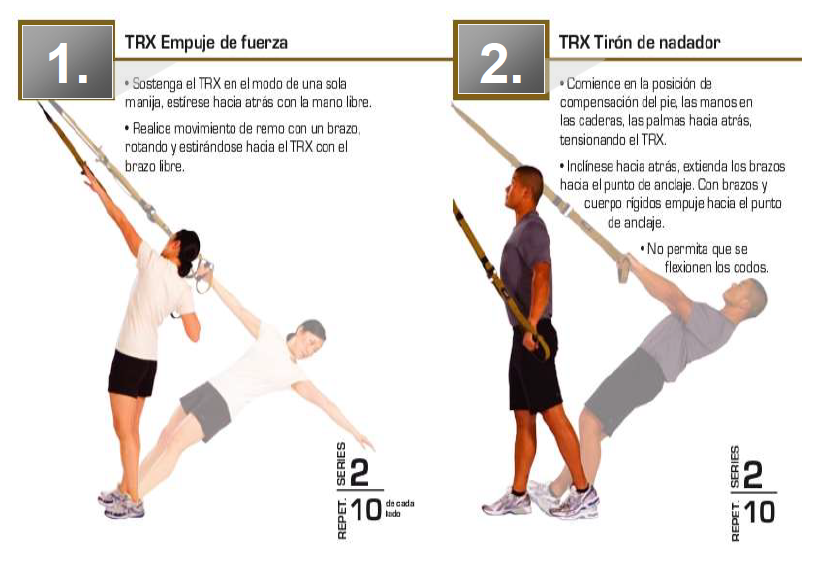 1.
TRX Empuje de fuerza
• Sostenga el TRX en el modo de una sola
manija, estírese hacia atrás con la mano libre.
• Realice movimiento de remo con un brazo,
rotando y estirándose hacia el TRX con el
brazo libre.
SERIES 2
REPET. 10 de cada
lado
2.
TRX Tirón de nadador
• Comience en la posición de
compensación del pie, las manos en
las caderas, las palmas hacia atrás,
tensionando el TRX.
• Inclínese hacia atrás, extienda los brazos
hacia el punto de anclaje. Con brazos y
cuerpo rígidos empuje hacia el punto
de anclaje.
• No permita que se
flexionen los codos.
SERIES 2
REPET. 10